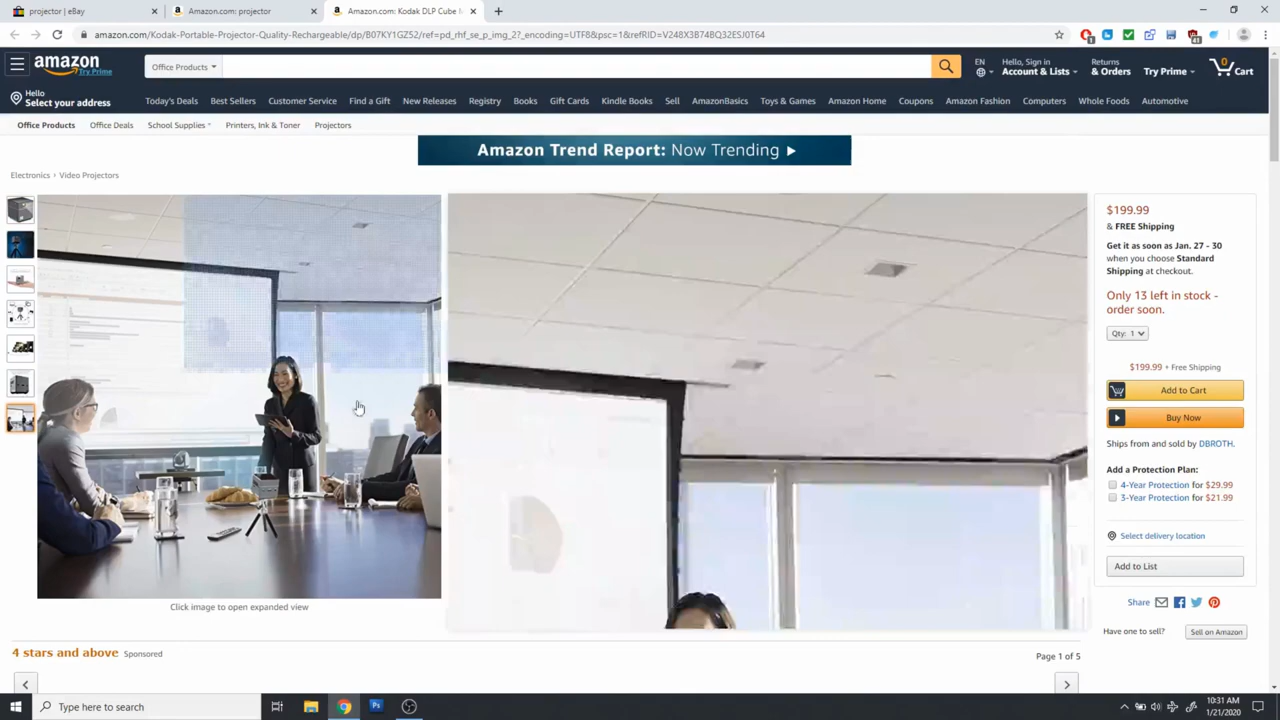 projector | eBay
Amazon.com: projector
Amazon.com: Kodak DLP Cube
amazon.com/Kodak-Portable-Projector-Quality-Rechargeable/dp/B07KY1GZ52/ref=pd_rhf_se_p_img_2?_encoding=UTF8&psc=1&refRID=V248X3B74BQ32ESJ0T64
amazon
Try Prime
Office Products
EN
Hello, Sign in
Account & Lists
Returns
& Orders
Try Prime
0
Cart
Hello
Select your address
Today's Deals Best Sellers Customer Service Find a Gift New Releases Registry Books Gift Cards Kindle Books Sell AmazonBasics Toys & Games Amazon Home Coupons Amazon Fashion Computers Whole Foods Automotive
Office Products Office Deals School Supplies Printers, Ink & Toner Projectors
Amazon Trend Report: Now Trending
Electronics › Video Projectors
$199.99
& FREE Shipping
Get it as soon as Jan. 27 - 30
when you choose Standard
Shipping at checkout.
Only 13 left in stock -
order soon.
Qty: 1
$199.99 + Free Shipping
Add to Cart
Buy Now
Ships from and sold by DBROTH.
Add a Protection Plan:
4-Year Protection for $29.99
3-Year Protection for $21.99
Select delivery location
Add to List
Share
Have one to sell?
Sell on Amazon
Click image to open expanded view
4 stars and above Sponsored
Page 1 of 5
Type here to search
Ps
10:31 AM
1/21/2020